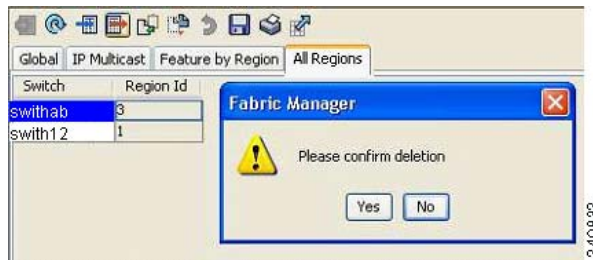 Global IP Multicast Feature by Region All Regions
Switch Region Id
swithab 3
swith12 1
Fabric Manager
Please confirm deletion
Yes No